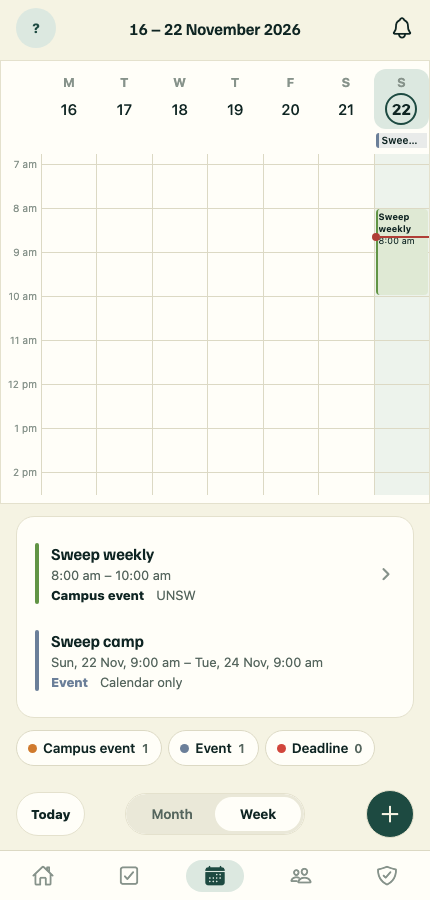 ?
16 – 22 November 2026
M T W T F S S
16 17 18 19 20 21 22
Swee...
7 am
8 am
Sweep
weekly
8:00 am
9 am
10 am
11 am
12 pm
1 pm
2 pm
Sweep weekly
8:00 am – 10:00 am
Campus event UNSW
Sweep camp
Sun, 22 Nov, 9:00 am – Tue, 24 Nov, 9:00 am
Event Calendar only
Campus event 1 Event 1 Deadline 0
Today Month Week